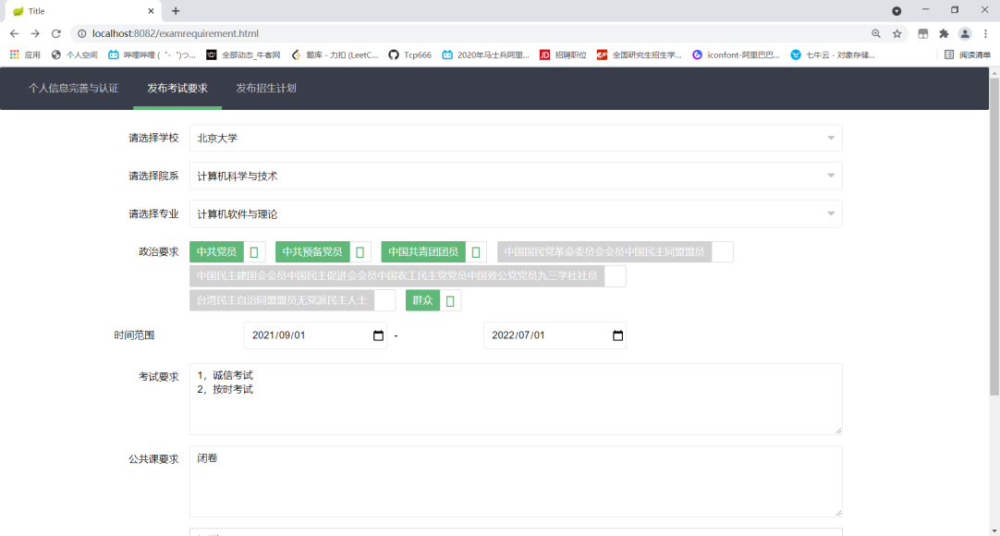 Title
localhost:8082/examrequirement.html
应用 个人空间 哔哩哔哩 (゜-゜)つ... 全部动态_牛客网 题库 - 力扣 (LeetC... Tcp666 2020年马士兵阿里... 招聘职位 全国研究生招生学... iconfont-阿里巴巴... 七牛云 - 对象存储... 阅读清单
个人信息完善与认证 发布考试要求 发布招生计划
请选择学校 北京大学
请选择院系 计算机科学与技术
请选择专业 计算机软件与理论
政治要求 中共党员 中共预备党员 中国共青团团员 中国国民党革命委员会会员中国民主同盟盟员
中国民主建国会会员中国民主促进会会员中国农工民主党党员中国致公党党员九三学社社员
台湾民主自治同盟盟员无党派民主人士 群众
时间范围 2021/09/01 - 2022/07/01
考试要求 1，诚信考试
2，按时考试
公共课要求 闭卷